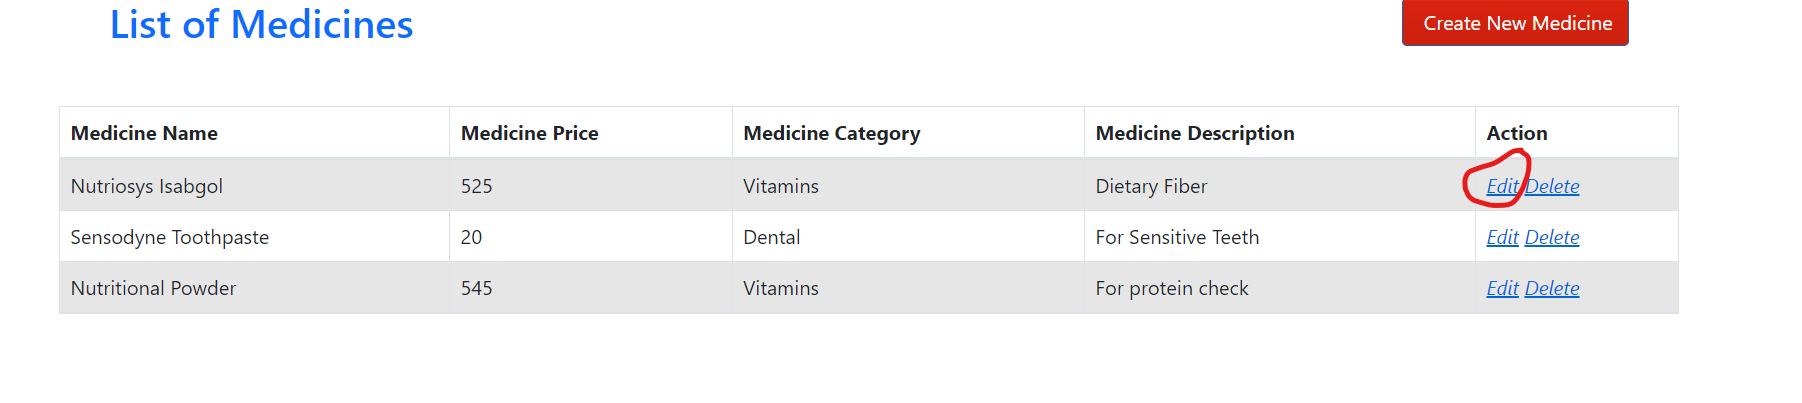 List of Medicines Create New Medicine
Medicine Name Medicine Price Medicine Category Medicine Description Action
Nutriosys Isabgol 525 Vitamins Dietary Fiber Edit Delete
Sensodyne Toothpaste 20 Dental For Sensitive Teeth Edit Delete
Nutritional Powder 545 Vitamins For protein check Edit Delete